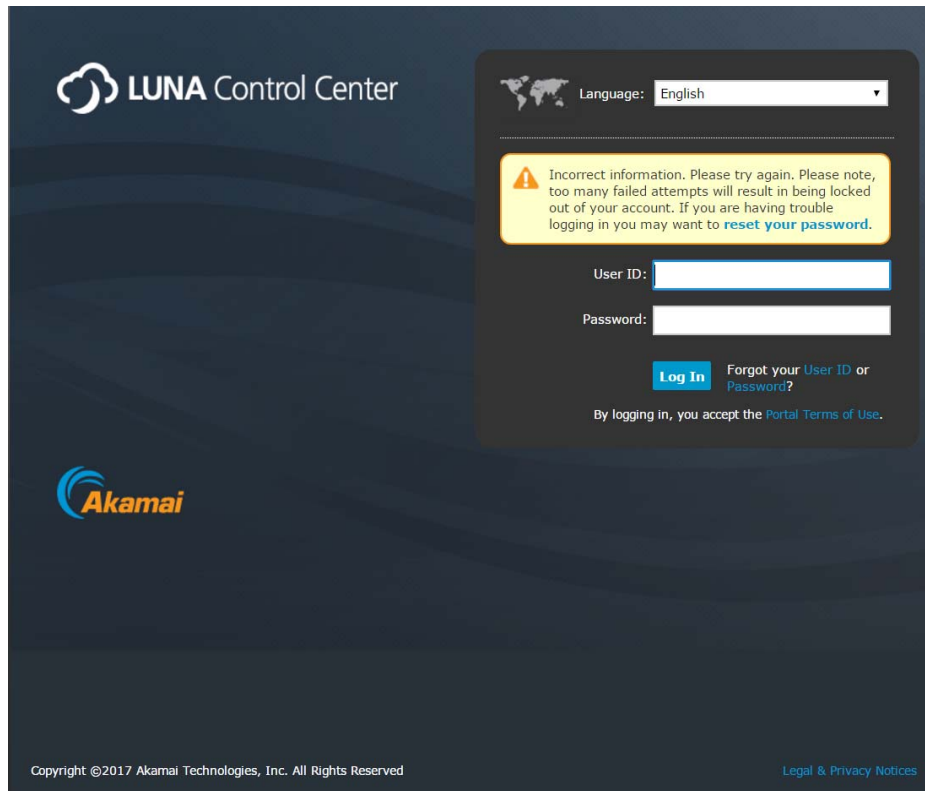 LUNA Control Center
Language: English
Incorrect information. Please try again. Please note,
too many failed attempts will result in being locked
out of your account. If you are having trouble
logging in you may want to reset your password.
User ID:
Password:
Log In
Forgot your User ID or
Password?
By logging in, you accept the Portal Terms of Use.
Akamai
Copyright ©2017 Akamai Technologies, Inc. All Rights Reserved
Legal & Privacy Notices